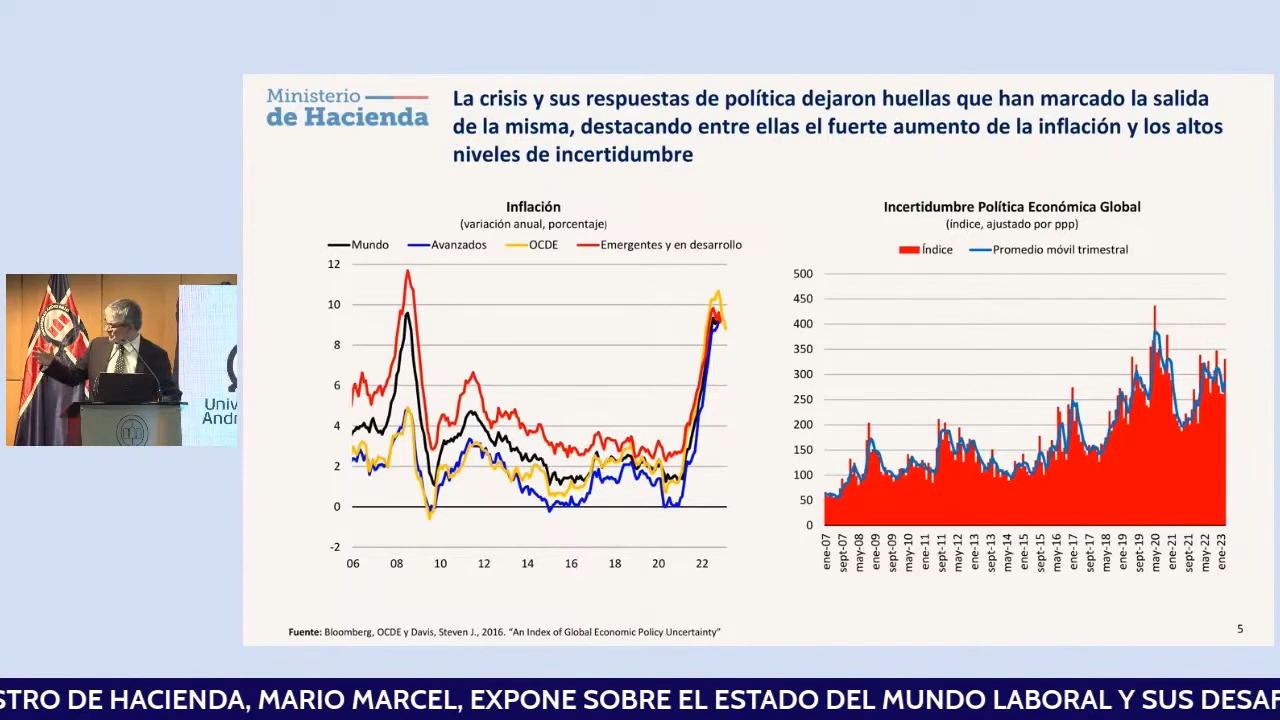 Ministerio
de Hacienda
La crisis y sus respuestas de política dejaron huellas que han marcado la salida
de la misma, destacando entre ellas el fuerte aumento de la inflación y los altos
niveles de incertidumbre
Inflación
(variación anual, porcentaje)
Mundo Avanzados OCDE Emergentes y en desarrollo
12
10
8
6
4
2
0
-2
06 08 10 12 14 16 18 20 22
Incertidumbre Política Económica Global
(índice, ajustado por ppp)
Índice Promedio móvil trimestral
500
450
400
350
300
250
200
150
100
50
0
ene-07 sept-07 may-08 ene-09 sept-09 may-10 ene-11 sept-11 may-12 ene-13 sept-13 may-14 ene-15 sept-15 may-16 ene-17 sept-17 may-18 ene-19 sept-19 may-20 ene-21 sept-21 may-22 ene-23
Fuente: Bloomberg, OCDE y Davis, Steven J., 2016. “An Index of Global Economic Policy Uncertainty”
5
Univ
Andr
STRO DE HACIENDA, MARIO MARCEL, EXPONE SOBRE EL ESTADO DEL MUNDO LABORAL Y SUS DESAF